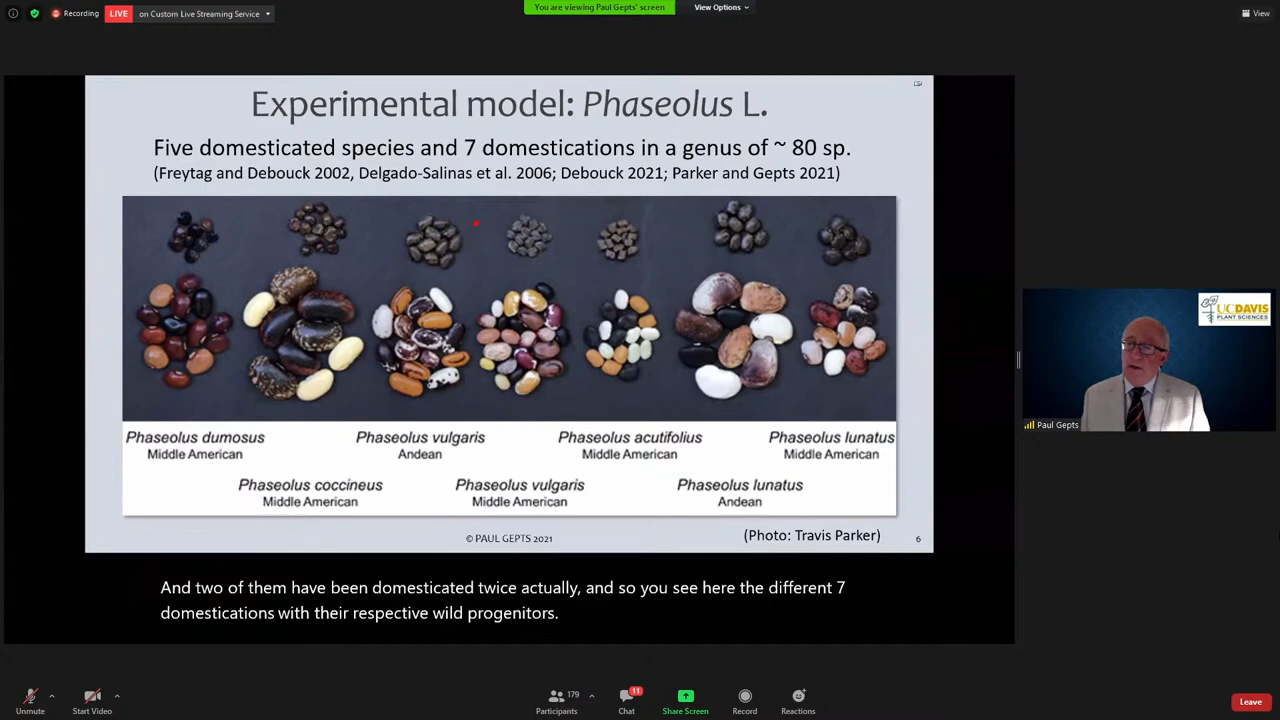 Recording
LIVE
on Custom Live Streaming Service
You are viewing Paul Gepts' screen
View Options
View
Experimental model: Phaseolus L.
Five domesticated species and 7 domestications in a genus of ~ 80 sp.
(Freytag and Debouck 2002, Delgado-Salinas et al. 2006; Debouck 2021; Parker and Gepts 2021)
Phaseolus dumosus
Middle American
Phaseolus vulgaris
Andean
Phaseolus acutifolius
Middle American
Phaseolus lunatus
Middle American
Phaseolus coccineus
Middle American
Phaseolus vulgaris
Middle American
Phaseolus lunatus
Andean
(Photo: Travis Parker)
© PAUL GEPTS 2021
6
UCDAVIS
PLANT SCIENCES
Paul Gepts
And two of them have been domesticated twice actually, and so you see here the different 7
domestications with their respective wild progenitors.
Unmute
Start Video
179
Participants
11
Chat
Share Screen
Record
Reactions
Leave